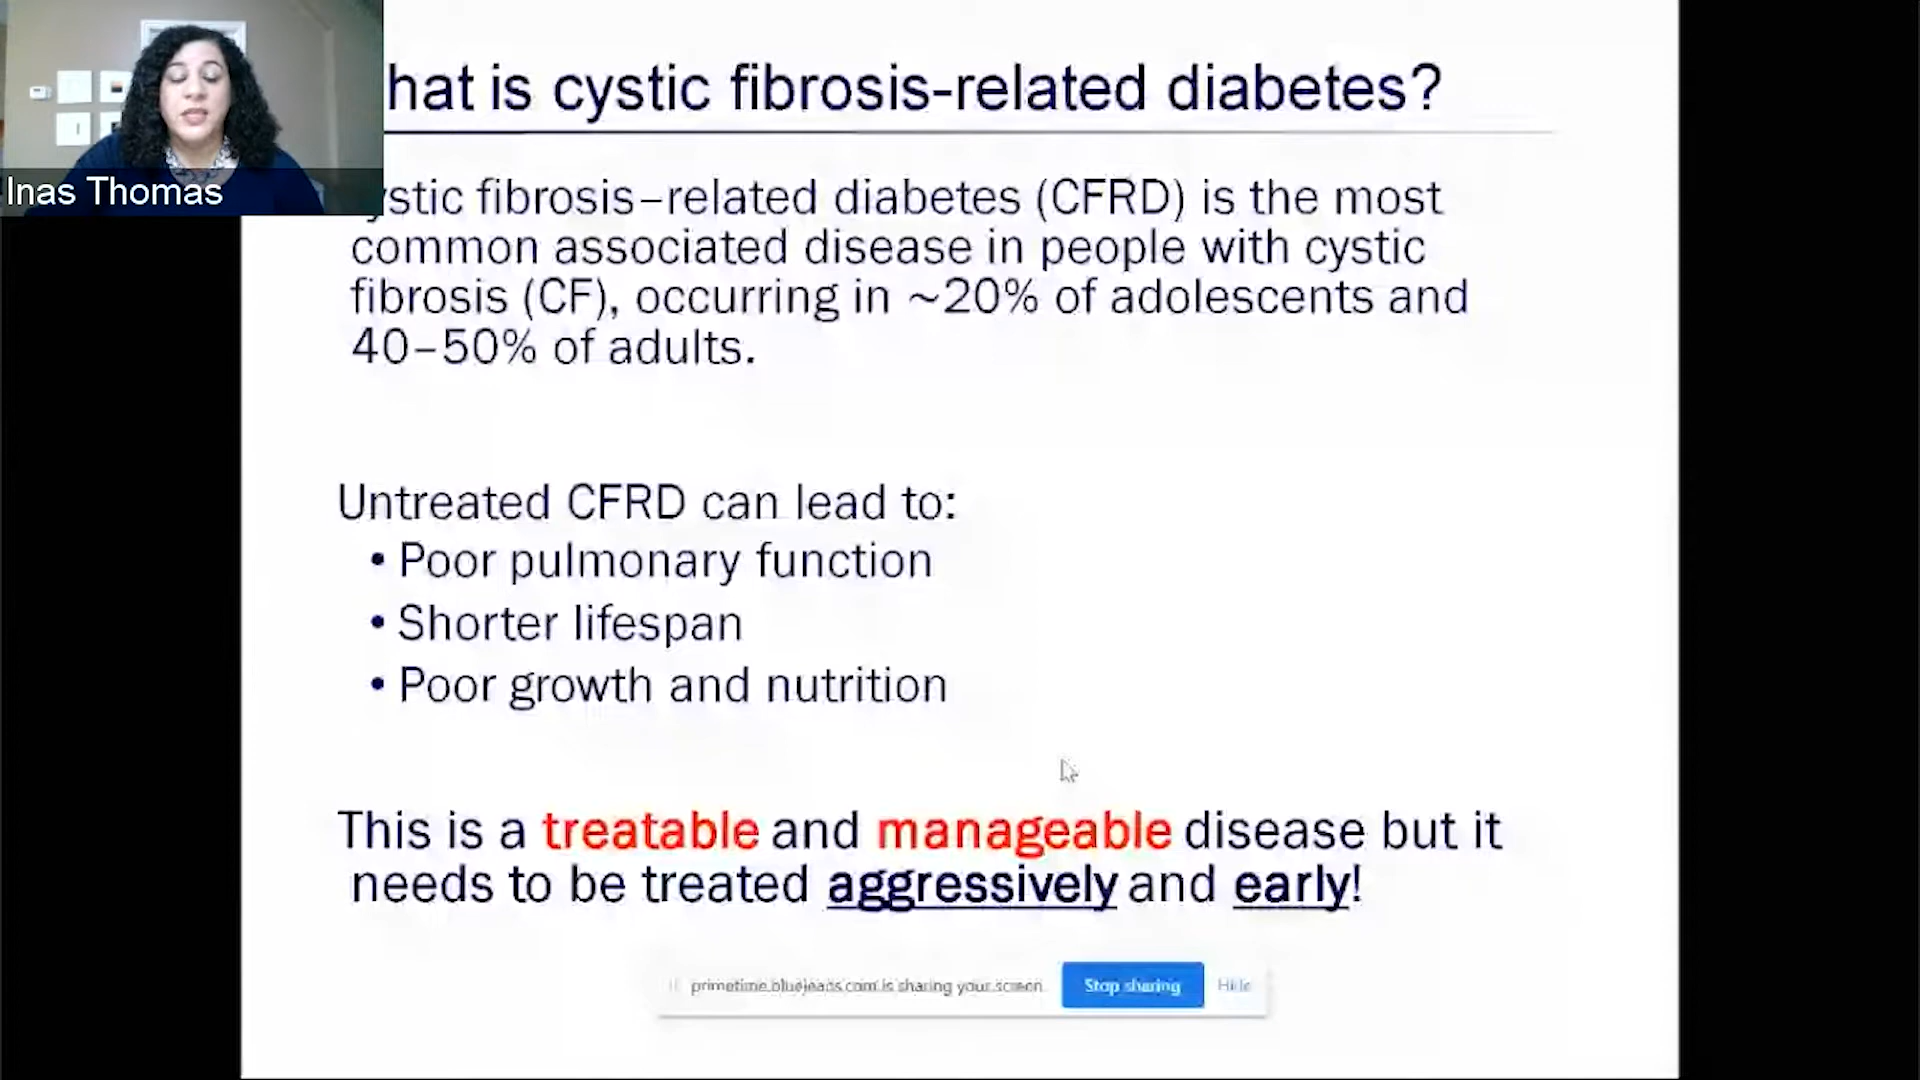 hat is cystic fibrosis-related diabetes?
Inas Thomas
ystic fibrosis–related diabetes (CFRD) is the most
common associated disease in people with cystic
fibrosis (CF), occurring in ~20% of adolescents and
40–50% of adults.
Untreated CFRD can lead to:
• Poor pulmonary function
• Shorter lifespan
• Poor growth and nutrition
This is a treatable and manageable disease but it
needs to be treated aggressively and early!
primetime.bluejeans.com is sharing your screen. Stop sharing Hide